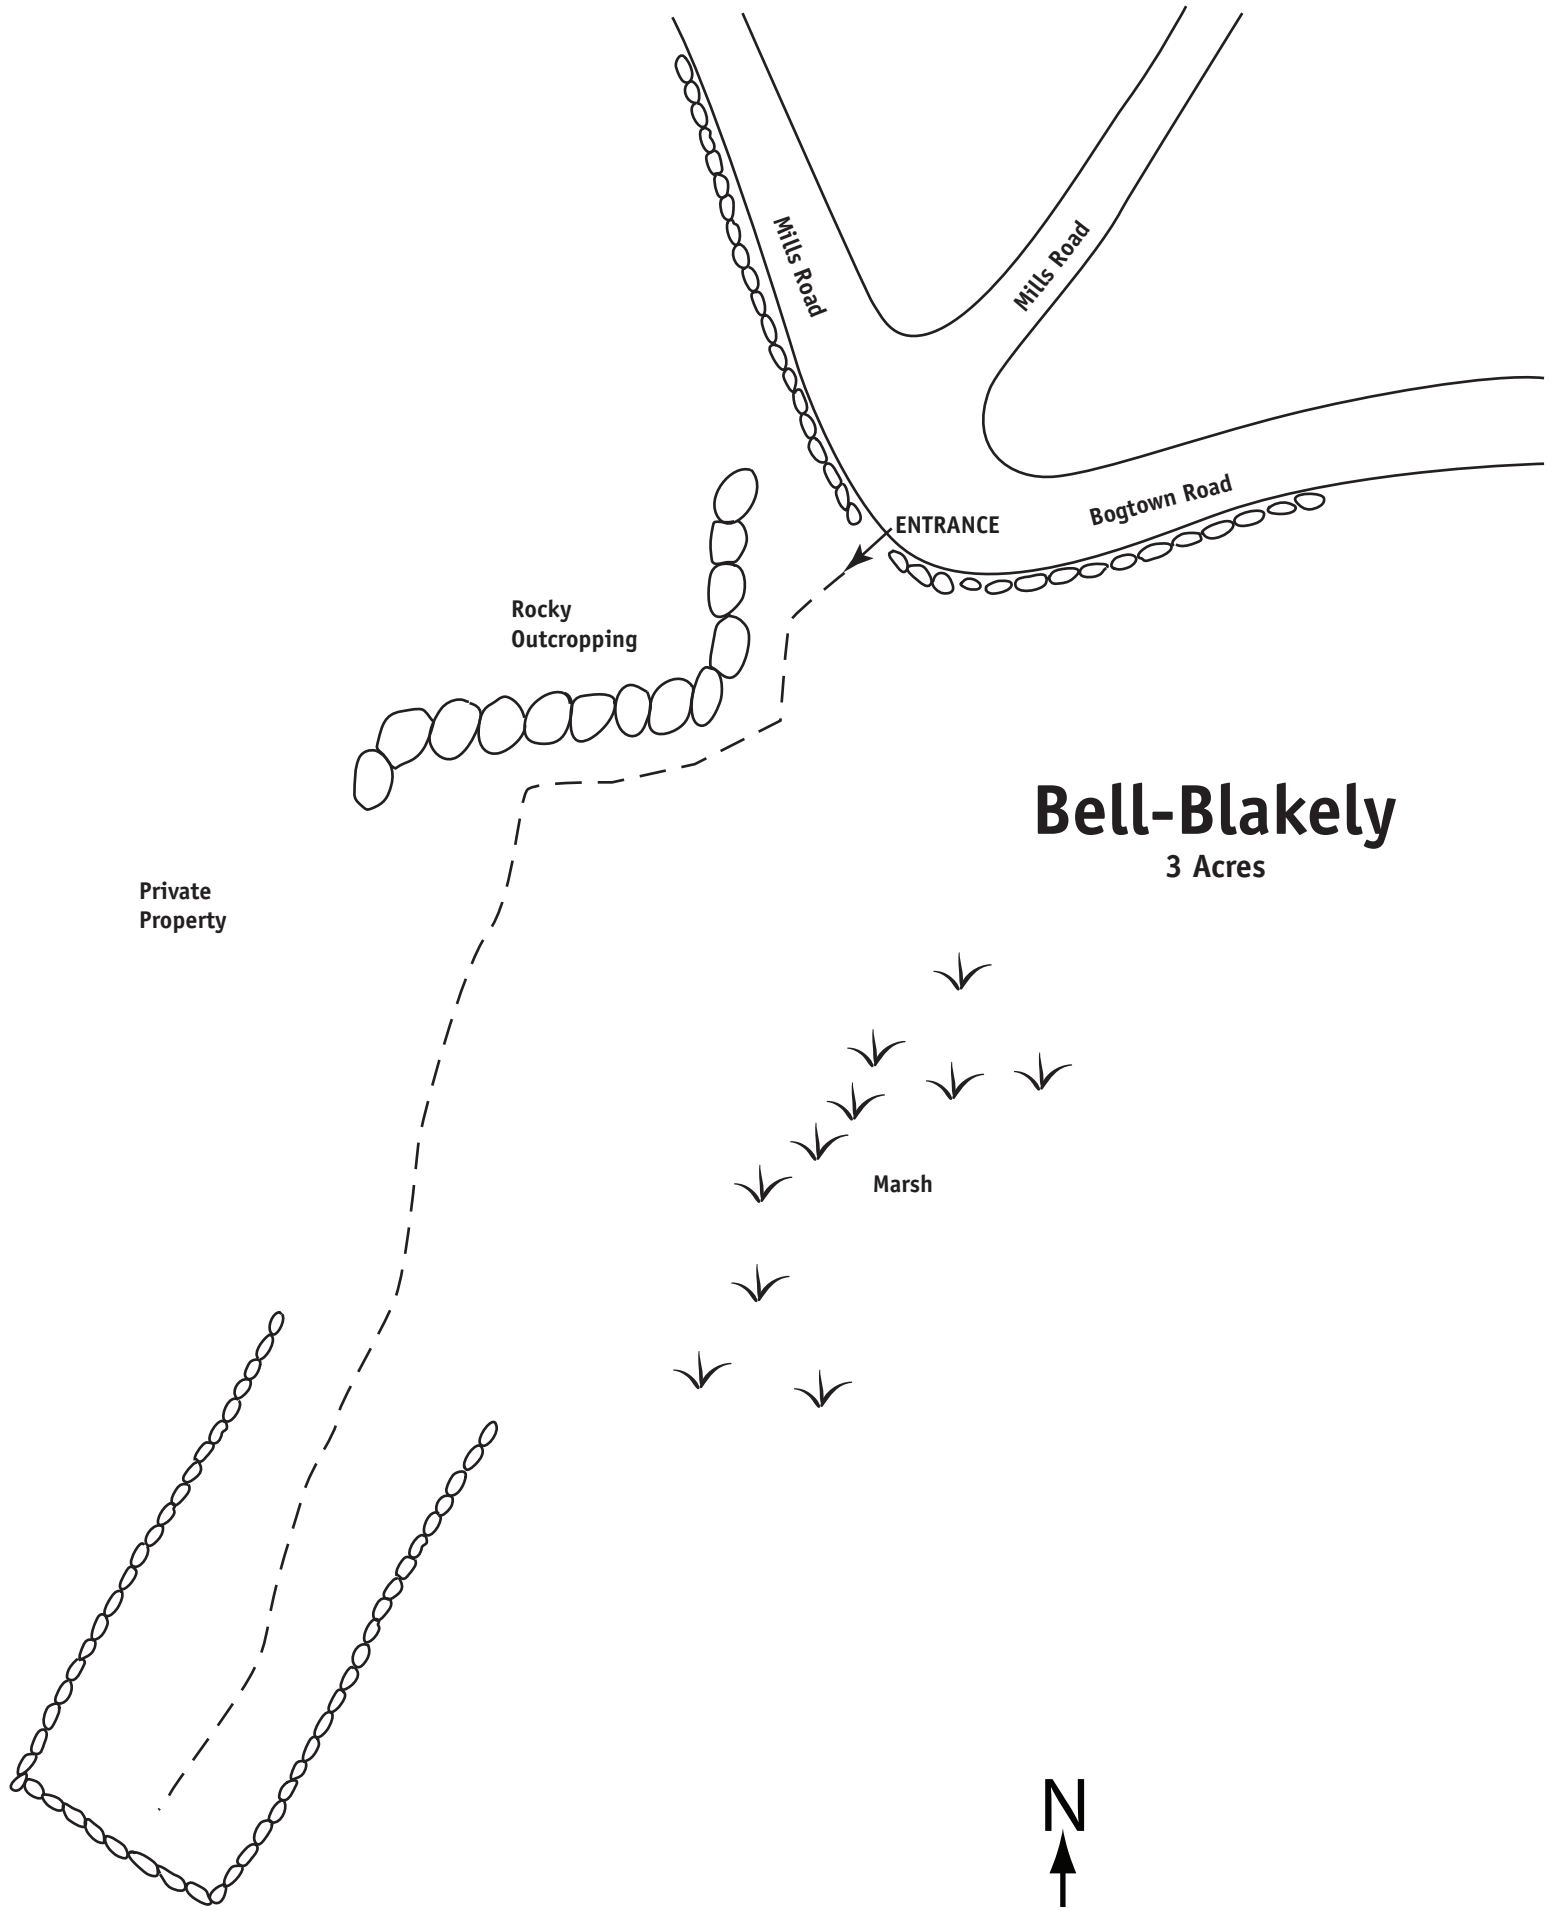 Mills Road
Mills Road
Bogtown Road
ENTRANCE
Rocky
Outcropping
Bell-Blakely
3 Acres
Private
Property
Marsh
N